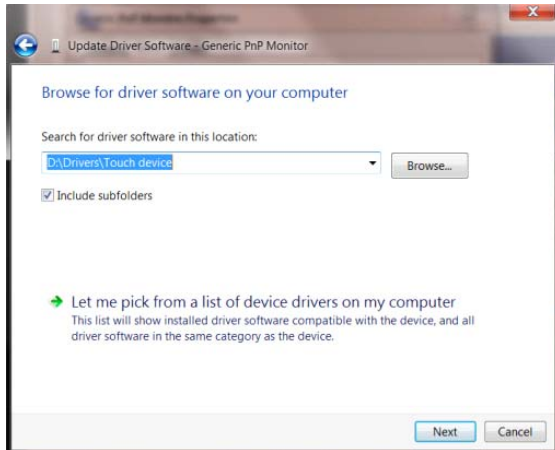 Update Driver Software - Generic PnP Monitor
Browse for driver software on your computer
Search for driver software in this location:
D:\Drivers\Touch device
Browse...
Include subfolders
Let me pick from a list of device drivers on my computer
This list will show installed driver software compatible with the device, and all
driver software in the same category as the device.
Next
Cancel